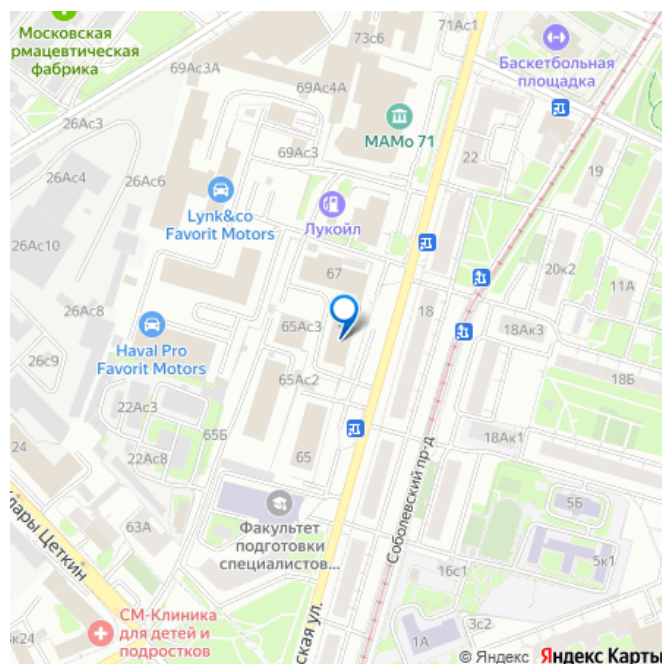 71Ас1
Московская
рмацевтическая
фабрика
73с6
Баскетбольная
площадка
69Ас3А
69Ас4А
26Ас3
МАМо 71
69Ас3
22
19
26Ас4
26Ас6
Lynk&co
Favorit Motors
Лукойл
26Ас10
67
20к2
11А
26Ас8
18
65Ас3
18Ак3
Haval Pro
Favorit Motors
26с9
65Ас2
18Б
22Ас3
65Б
18Ак1
24
22Ас8
65
Соболевский пр-д
5Б
лары Цеткин
63А
Факультет
подготовки
специалистов...
5к1
16с1
СМ-Клиника
для детей и
подростков
ская ул.
3с2
1А
к24
© Яндекс Яндекс Карты